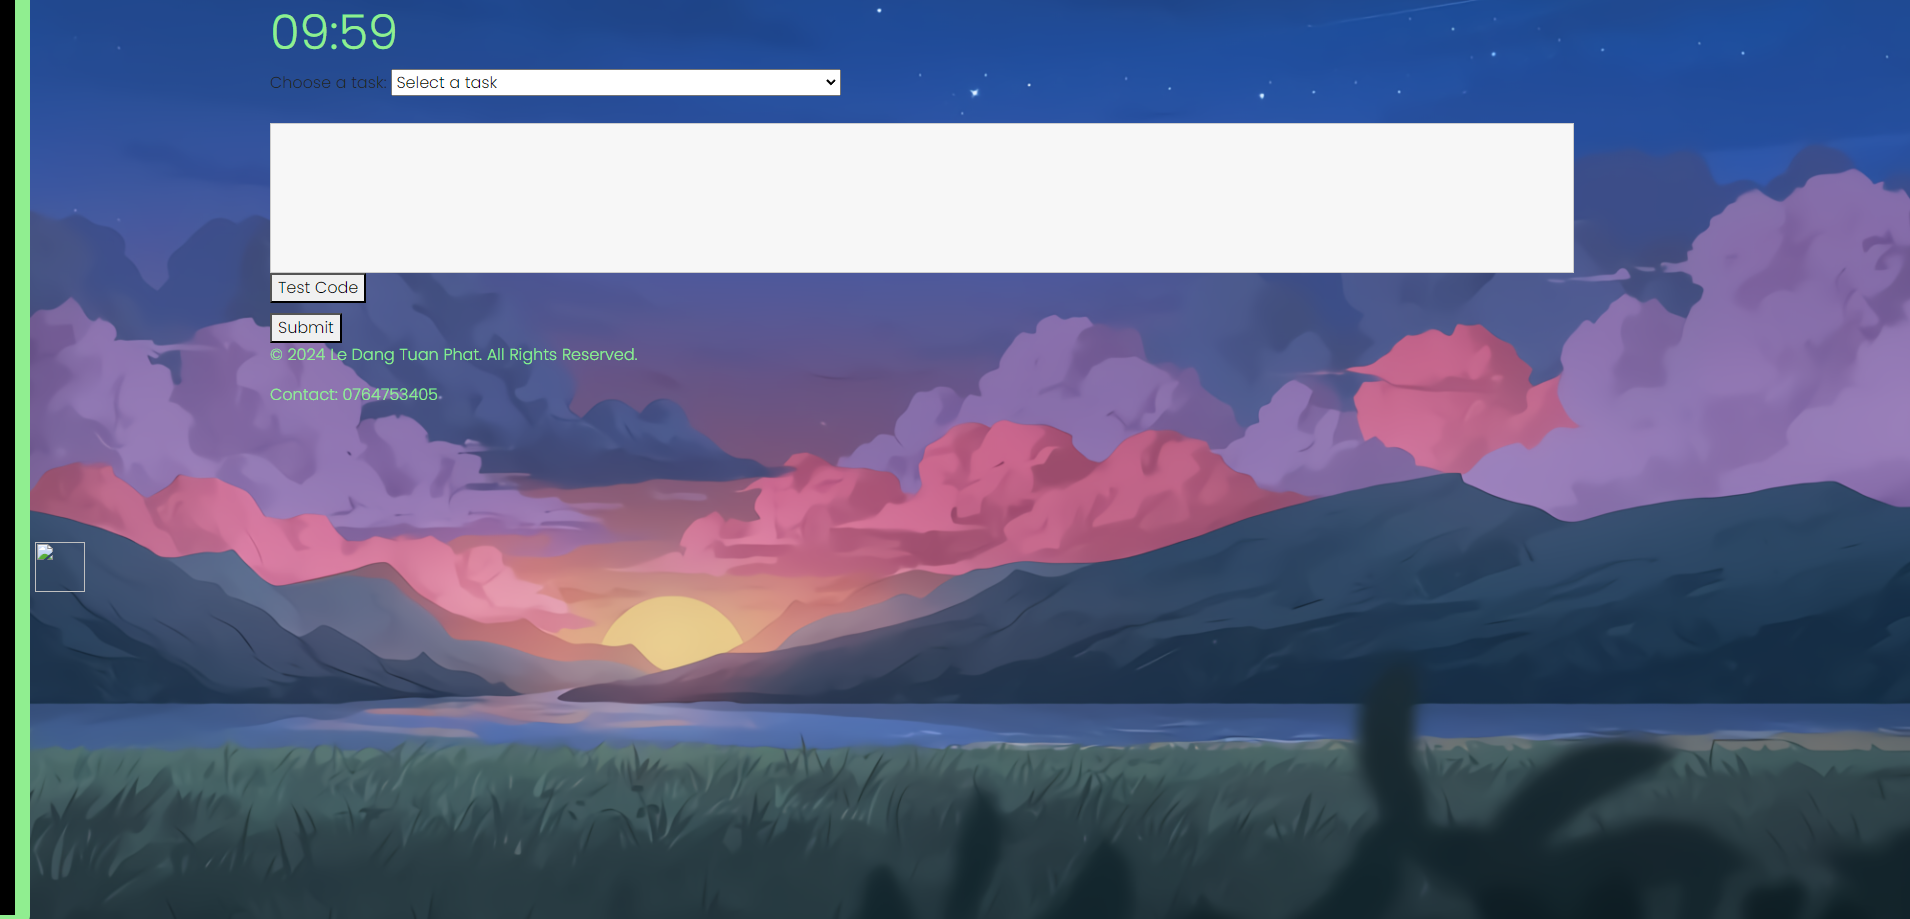 09:59
Choose a task: Select a task
Test Code
Submit
© 2024 Le Dang Tuan Phat. All Rights Reserved.
Contact: 0764753405